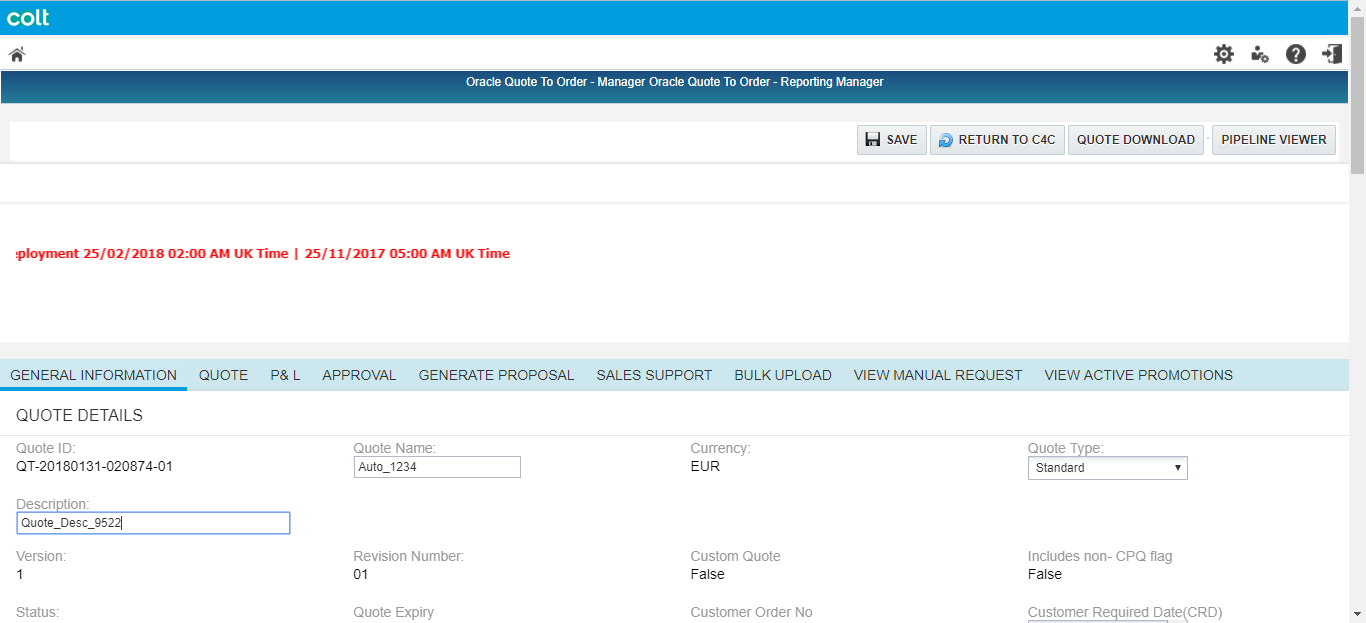 colt
Oracle Quote To Order - Manager Oracle Quote To Order - Reporting Manager
SAVE RETURN TO C4C QUOTE DOWNLOAD PIPELINE VIEWER
ployment 25/02/2018 02:00 AM UK Time | 25/11/2017 05:00 AM UK Time
GENERAL INFORMATION QUOTE P& L APPROVAL GENERATE PROPOSAL SALES SUPPORT BULK UPLOAD VIEW MANUAL REQUEST VIEW ACTIVE PROMOTIONS
QUOTE DETAILS
Quote ID: Quote Name: Currency: Quote Type:
QT-20180131-020874-01 Auto_1234 EUR Standard
Description:
Quote_Desc_9522
Version: Revision Number: Custom Quote Includes non- CPQ flag
1 01 False False
Status: Quote Expiry Customer Order No Customer Required Date(CRD)